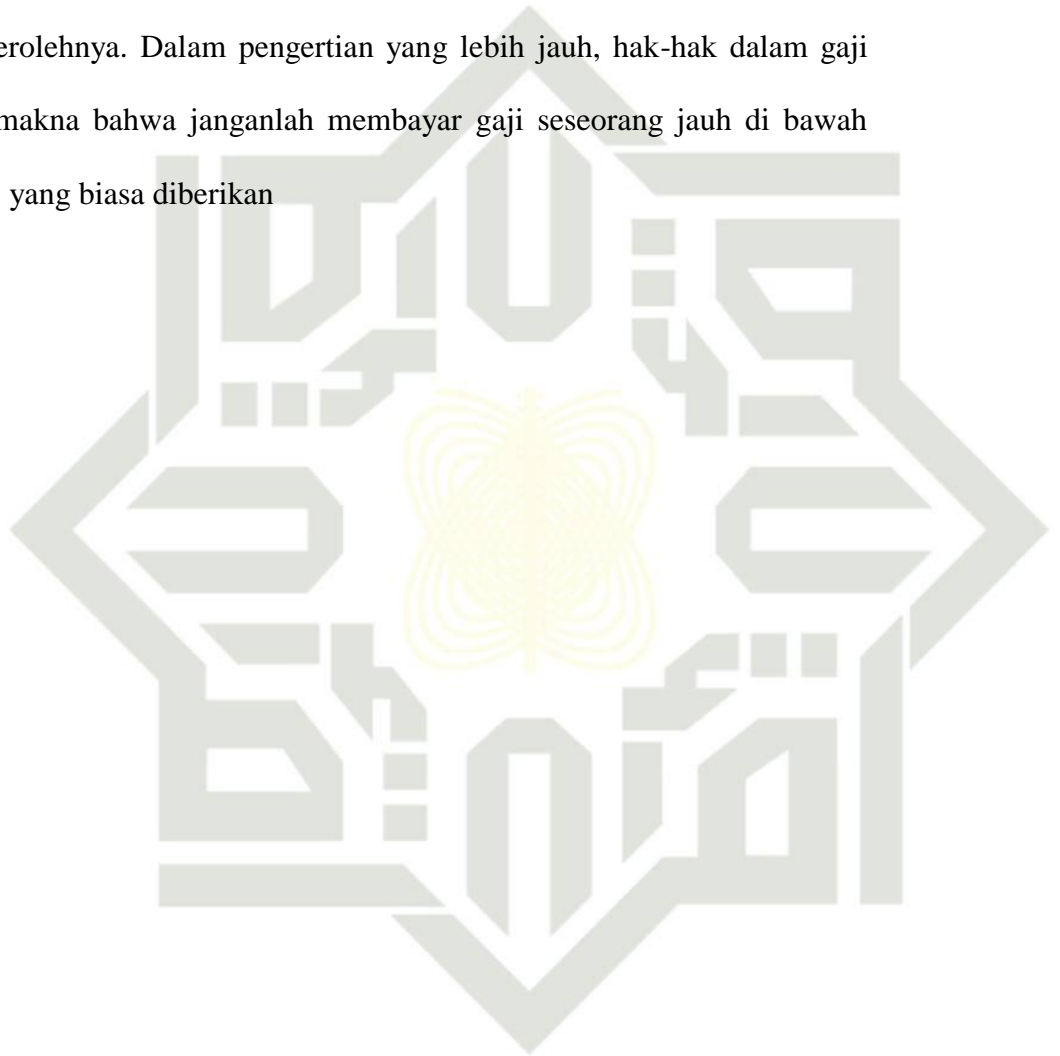 erolehnya. Dalam pengertian yang lebih jauh, hak-hak dalam gaji
makna bahwa janganlah membayar gaji seseorang jauh di bawah
yang biasa diberikan